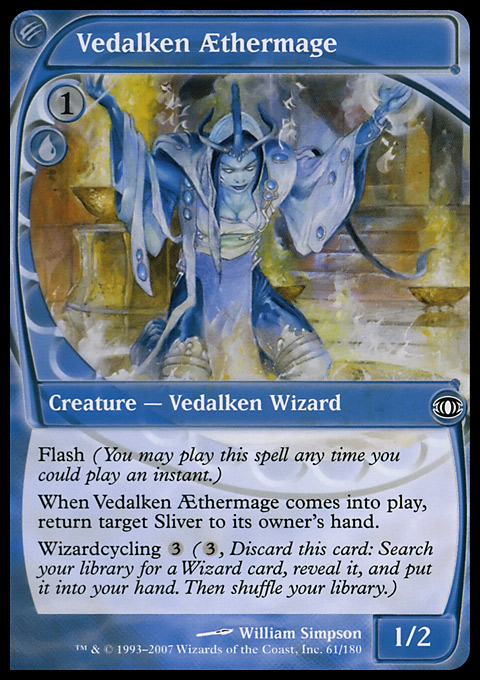 Vedalken Æthermage
1
Creature — Vedalken Wizard
Flash (You may play this spell any time you
could play an instant.)
When Vedalken Æthermage comes into play,
return target Sliver to its owner's hand.
Wizardcycling 3 (3, Discard this card: Search
your library for a Wizard card, reveal it, and put
it into your hand. Then shuffle your library.)
William Simpson
™ & © 1993–2007 Wizards of the Coast, Inc. 61/180
1/2